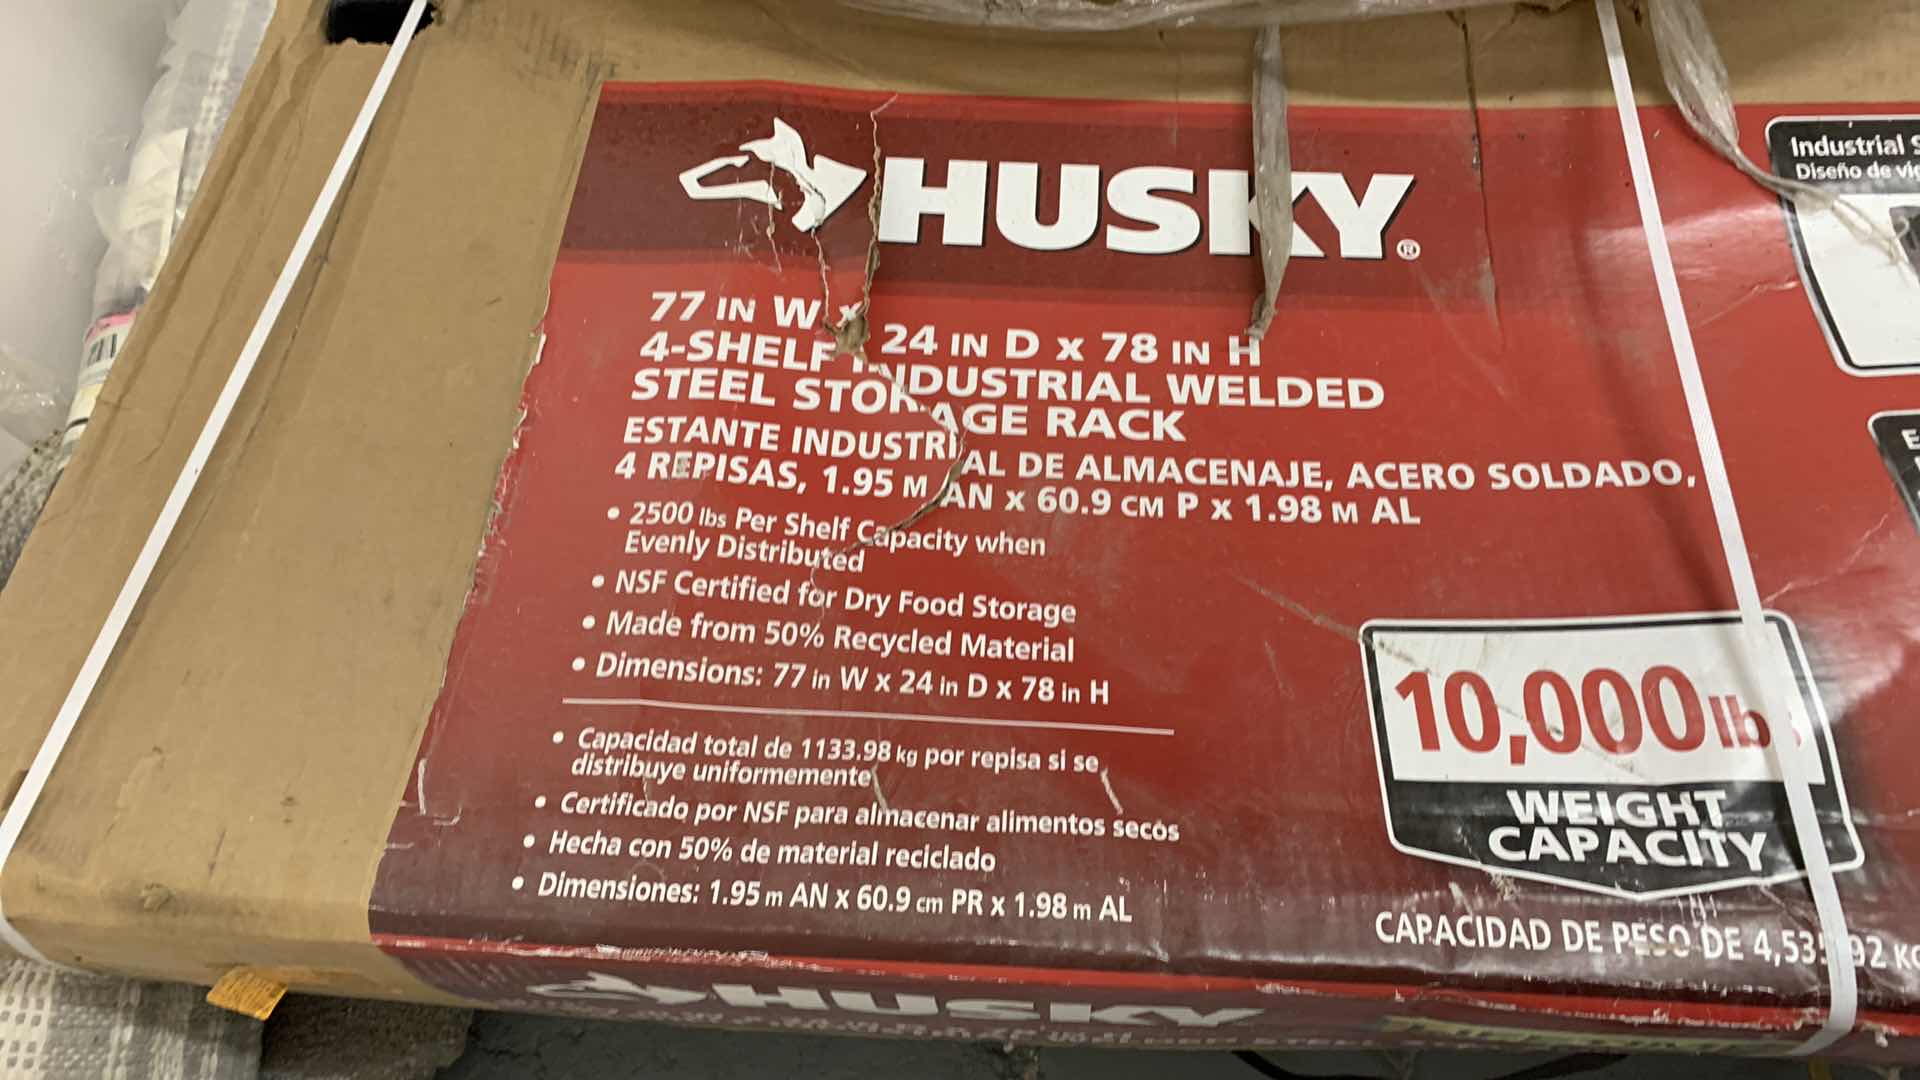 HUSKY®
77 IN W x 24 IN D x 78 IN H
4-SHELF INDUSTRIAL WELDED
STEEL STORAGE RACK
ESTANTE INDUSTRIAL DE ALMACENAJE, ACERO SOLDADO,
4 REPISAS, 1.95 M AN x 60.9 CM P x 1.98 M AL
• 2500 lbs Per Shelf Capacity when
Evenly Distributed
• NSF Certified for Dry Food Storage
• Made from 50% Recycled Material
• Dimensions: 77 in W x 24 in D x 78 in H
• Capacidad total de 1133.98 kg por repisa si se
distribuye uniformemente
• Certificado por NSF para almacenar alimentos secos
• Hecha con 50% de material reciclado
• Dimensiones: 1.95 m AN x 60.9 cm PR x 1.98 m AL
10,000 lbs
WEIGHT
CAPACITY
CAPACIDAD DE PESO DE
Industrial
Diseño de
HUSKY